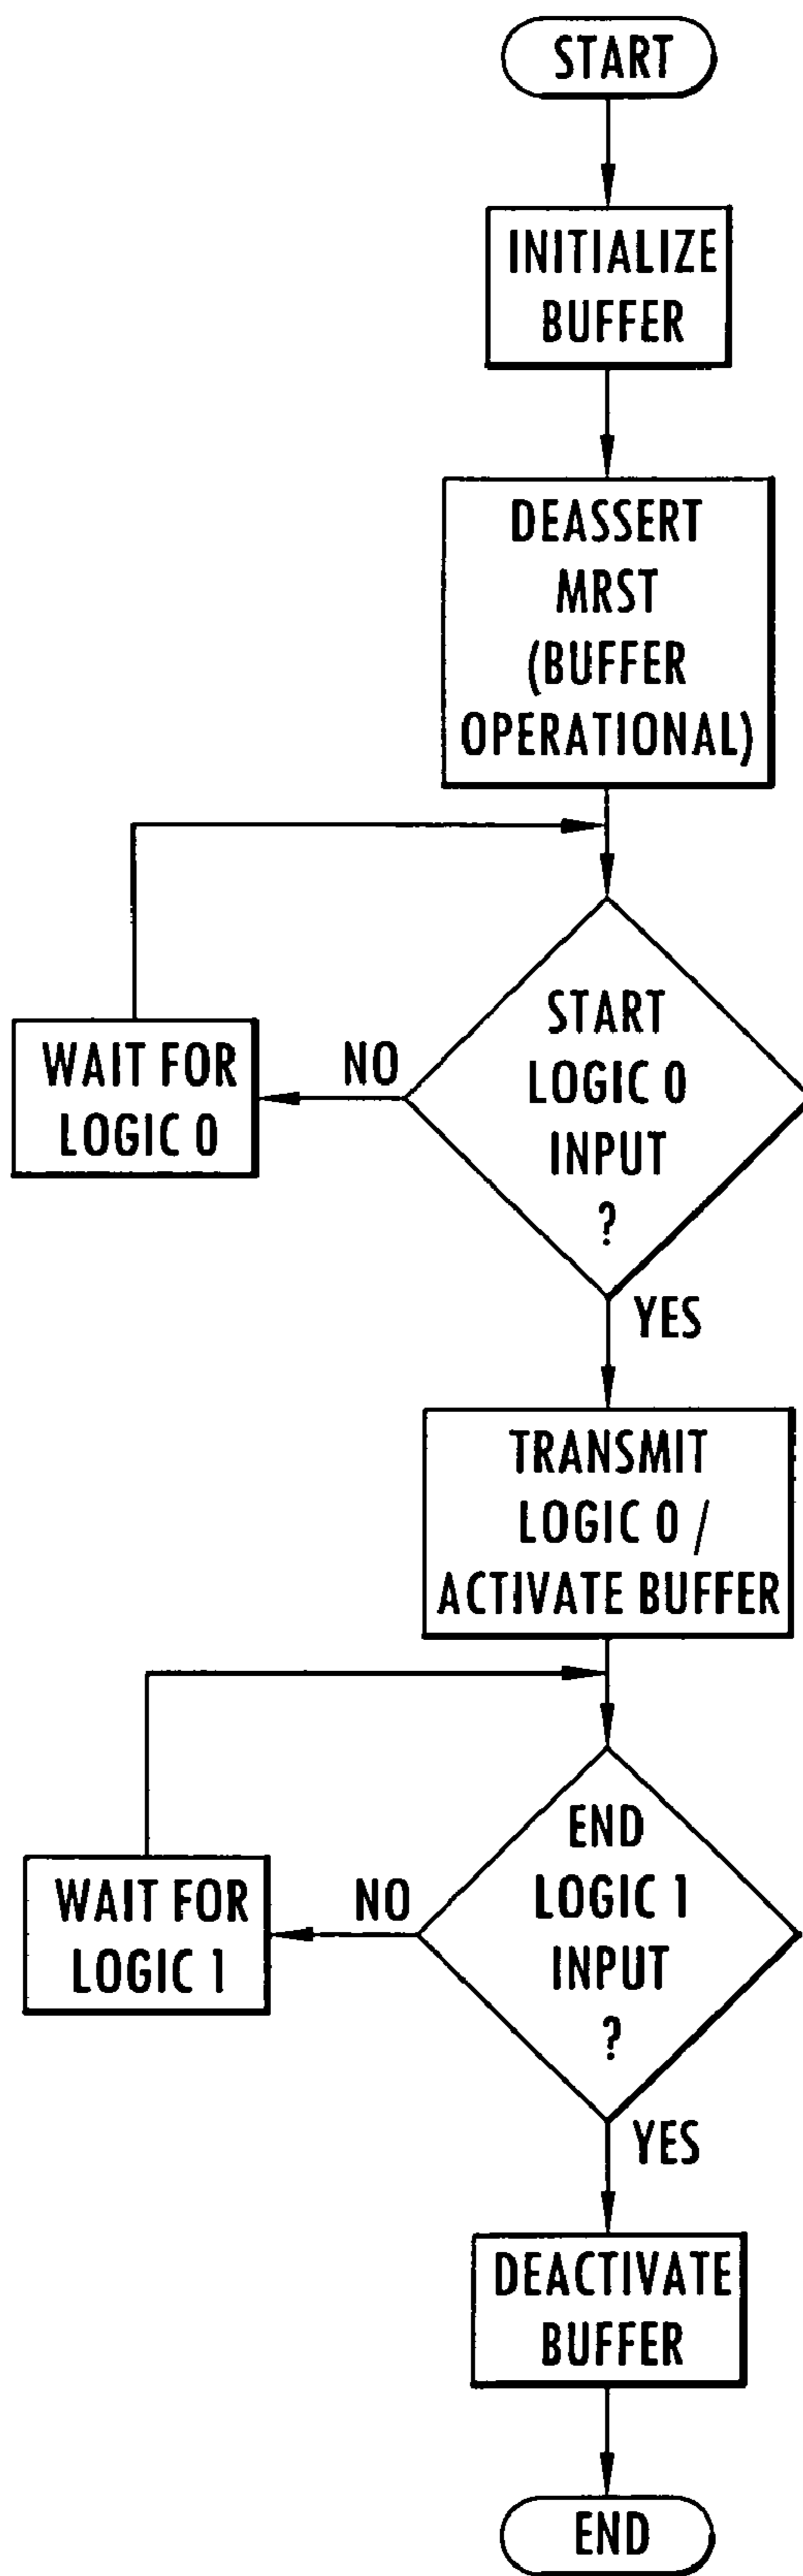 START
INITIALIZE
BUFFER
DEASSERT
MRST
(BUFFER
OPERATIONAL)
START
LOGIC 0
INPUT
?
NO
WAIT FOR
LOGIC 0
YES
TRANSMIT
LOGIC 0 /
ACTIVATE BUFFER
END
LOGIC 1
INPUT
?
NO
WAIT FOR
LOGIC 1
YES
DEACTIVATE
BUFFER
END